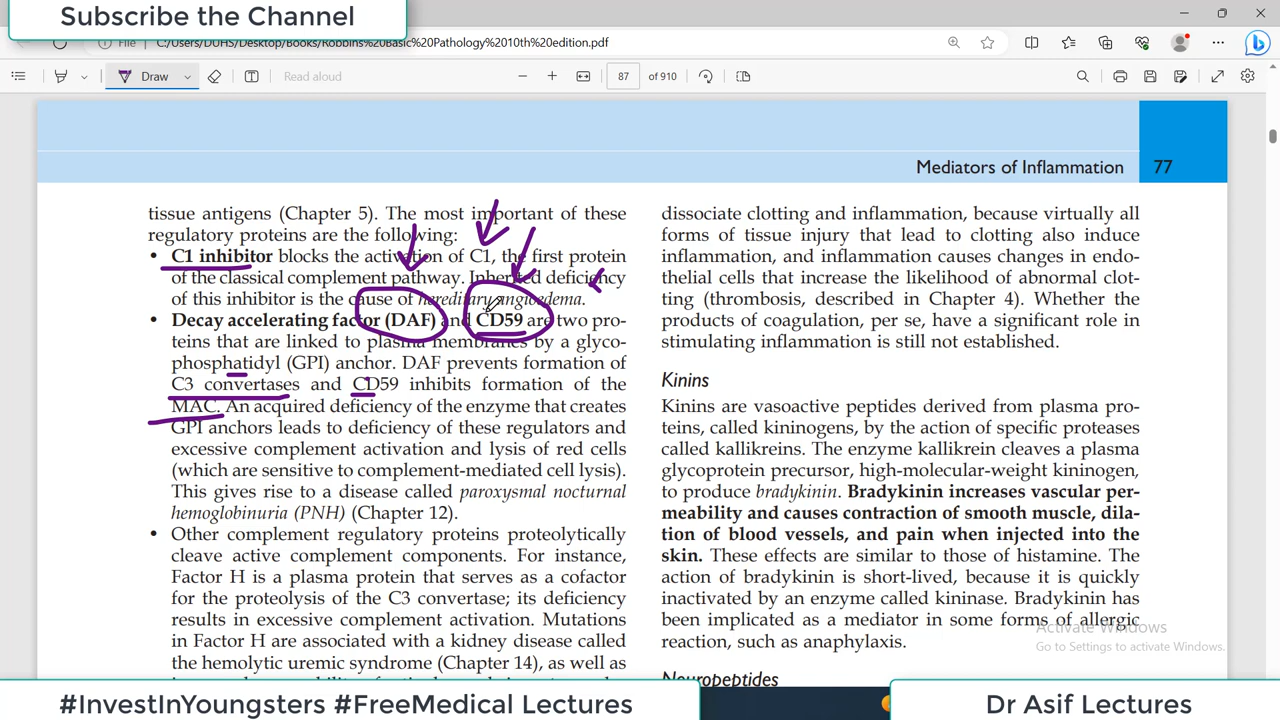 Subscribe the Channel
File
C:/Users/DUHS/Desktop/Books/Robbins%20Basic%20Pathology%2010th%20edition.pdf
Draw
Read aloud
87 of 910
Mediators of Inflammation 77
tissue antigens (Chapter 5). The most important of these
regulatory proteins are the following:
• C1 inhibitor blocks the activation of C1, the first protein
of the classical complement pathway. Inherited deficiency
of this inhibitor is the cause of hereditary angioedema.
• Decay accelerating factor (DAF) and CD59 are two pro-
teins that are linked to plasma membranes by a glyco-
phosphatidyl (GPI) anchor. DAF prevents formation of
C3 convertases and CD59 inhibits formation of the
MAC. An acquired deficiency of the enzyme that creates
GPI anchors leads to deficiency of these regulators and
excessive complement activation and lysis of red cells
(which are sensitive to complement-mediated cell lysis).
This gives rise to a disease called paroxysmal nocturnal
hemoglobinuria (PNH) (Chapter 12).
• Other complement regulatory proteins proteolytically
cleave active complement components. For instance,
Factor H is a plasma protein that serves as a cofactor
for the proteolysis of the C3 convertase; its deficiency
results in excessive complement activation. Mutations
in Factor H are associated with a kidney disease called
the hemolytic uremic syndrome (Chapter 14), as well as
dissociate clotting and inflammation, because virtually all
forms of tissue injury that lead to clotting also induce
inflammation, and inflammation causes changes in endo-
thelial cells that increase the likelihood of abnormal clot-
ting (thrombosis, described in Chapter 4). Whether the
products of coagulation, per se, have a significant role in
stimulating inflammation is still not established.
Kinins
Kinins are vasoactive peptides derived from plasma pro-
teins, called kininogens, by the action of specific proteases
called kallikreins. The enzyme kallikrein cleaves a plasma
glycoprotein precursor, high-molecular-weight kininogen,
to produce bradykinin. Bradykinin increases vascular per-
meability and causes contraction of smooth muscle, dila-
tion of blood vessels, and pain when injected into the
skin. These effects are similar to those of histamine. The
action of bradykinin is short-lived, because it is quickly
inactivated by an enzyme called kininase. Bradykinin has
been implicated as a mediator in some forms of allergic
reaction, such as anaphylaxis.
Neuropeptides
Activate Windows
Go to Settings to activate Windows.
#InvestInYoungsters #FreeMedical Lectures
Dr Asif Lectures